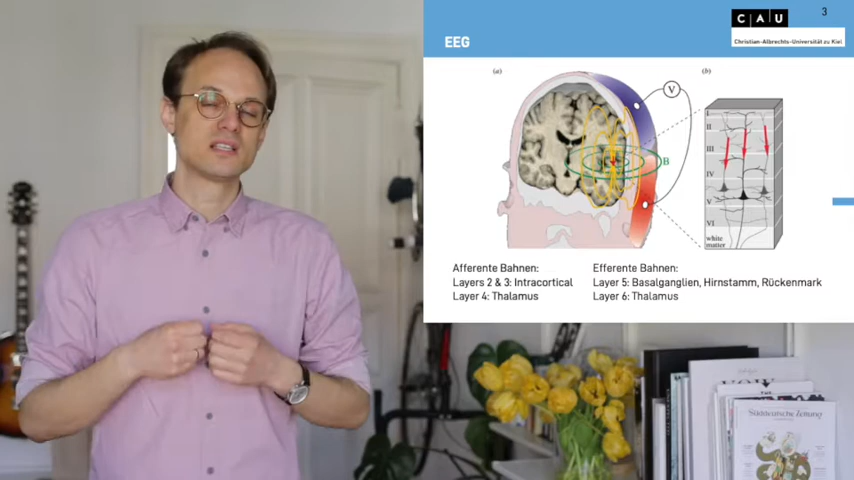 CAU
3
Christian-Albrechts-Universität zu Kiel
EEG
(a)
(b)
V
B
I
II
III
IV
V
VI
white
matter
Afferente Bahnen:
Layers 2 & 3: Intracortical
Layer 4: Thalamus
Efferente Bahnen:
Layer 5: Basalganglien, Hirnstamm, Rückenmark
Layer 6: Thalamus
Süddeutsche Zeitung